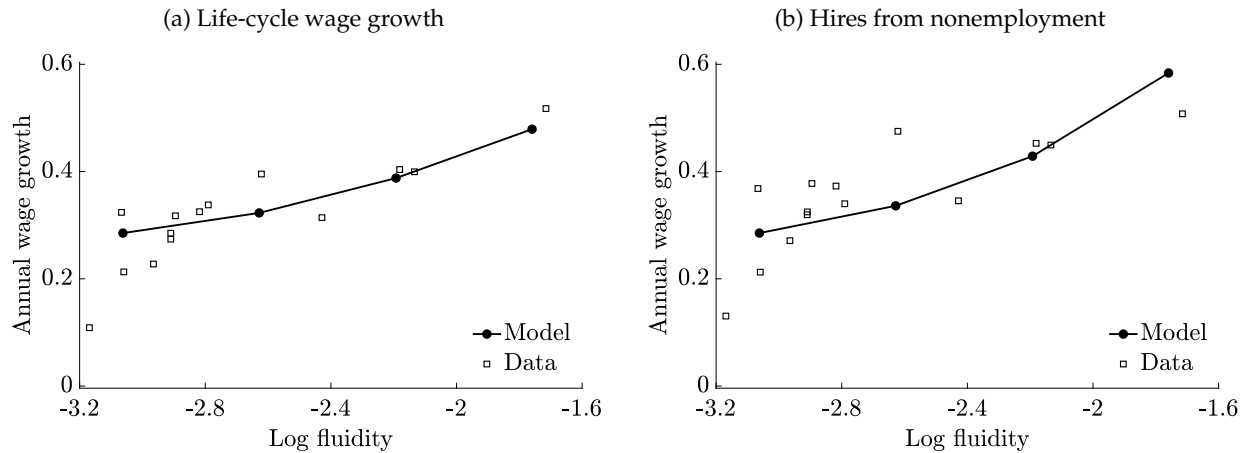 (a) Life-cycle wage growth
Annual wage growth
0.6
0.4
0.2
0
Model
Data
-3.2 -2.8 -2.4 -2 -1.6
Log fluidity
(b) Hires from nonemployment
Annual wage growth
0.6
0.4
0.2
0
Model
Data
-3.2 -2.8 -2.4 -2 -1.6
Log fluidity